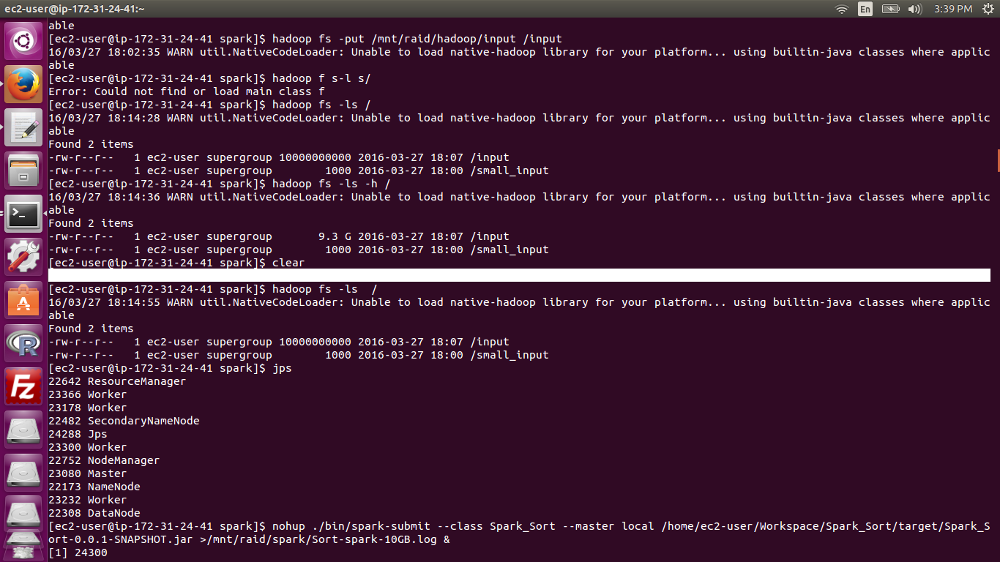 ec2-user@ip-172-31-24-41:~
En
3:39 PM
able
[ec2-user@ip-172-31-24-41 spark]$ hadoop fs -put /mnt/raid/hadoop/input /input
16/03/27 18:02:35 WARN util.NativeCodeLoader: Unable to load native-hadoop library for your platform... using builtin-java classes where applic
able
[ec2-user@ip-172-31-24-41 spark]$ hadoop f s-l s/
Error: Could not find or load main class f
[ec2-user@ip-172-31-24-41 spark]$ hadoop fs -ls /
16/03/27 18:14:28 WARN util.NativeCodeLoader: Unable to load native-hadoop library for your platform... using builtin-java classes where applic
able
Found 2 items
-rw-r--r--   1 ec2-user supergroup 10000000000 2016-03-27 18:07 /input
-rw-r--r--   1 ec2-user supergroup        1000 2016-03-27 18:00 /small_input
[ec2-user@ip-172-31-24-41 spark]$ hadoop fs -ls -h /
16/03/27 18:14:36 WARN util.NativeCodeLoader: Unable to load native-hadoop library for your platform... using builtin-java classes where applic
able
Found 2 items
-rw-r--r--   1 ec2-user supergroup       9.3 G 2016-03-27 18:07 /input
-rw-r--r--   1 ec2-user supergroup        1000 2016-03-27 18:00 /small_input
[ec2-user@ip-172-31-24-41 spark]$ clear
[ec2-user@ip-172-31-24-41 spark]$ hadoop fs -ls  /
16/03/27 18:14:55 WARN util.NativeCodeLoader: Unable to load native-hadoop library for your platform... using builtin-java classes where applic
able
Found 2 items
-rw-r--r--   1 ec2-user supergroup 10000000000 2016-03-27 18:07 /input
-rw-r--r--   1 ec2-user supergroup        1000 2016-03-27 18:00 /small_input
[ec2-user@ip-172-31-24-41 spark]$ jps
22642 ResourceManager
23366 Worker
23178 Worker
22482 SecondaryNameNode
24288 Jps
23300 Worker
22752 NodeManager
23080 Master
22173 NameNode
23232 Worker
22308 DataNode
[ec2-user@ip-172-31-24-41 spark]$ nohup ./bin/spark-submit --class Spark_Sort --master local /home/ec2-user/Workspace/Spark_Sort/target/Spark_S
ort-0.0.1-SNAPSHOT.jar >/mnt/raid/spark/Sort-spark-10GB.log &
[1] 24300